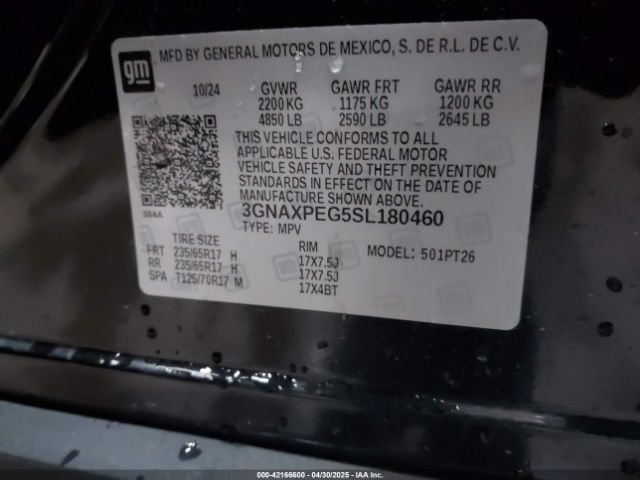 gm
MFD BY GENERAL MOTORS DE MEXICO, S. DE R.L. DE C.V.
10/24 GVWR GAWR FRT GAWR RR
2200 KG 1175 KG 1200 KG
4850 LB 2590 LB 2645 LB
THIS VEHICLE CONFORMS TO ALL
APPLICABLE U.S. FEDERAL MOTOR
VEHICLE SAFETY AND THEFT PREVENTION
STANDARDS IN EFFECT ON THE DATE OF
MANUFACTURE SHOWN ABOVE.
384A
3GNAXPEG5SL180460
TYPE: MPV
TIRE SIZE RIM MODEL: 501PT26
FRT 235/65R17 H 17X7.5J
RR 235/65R17 H 17X7.5J
SPA T125/70R17 M 17X4BT
000-42166600 - 04/30/2025 - IAAI.COM